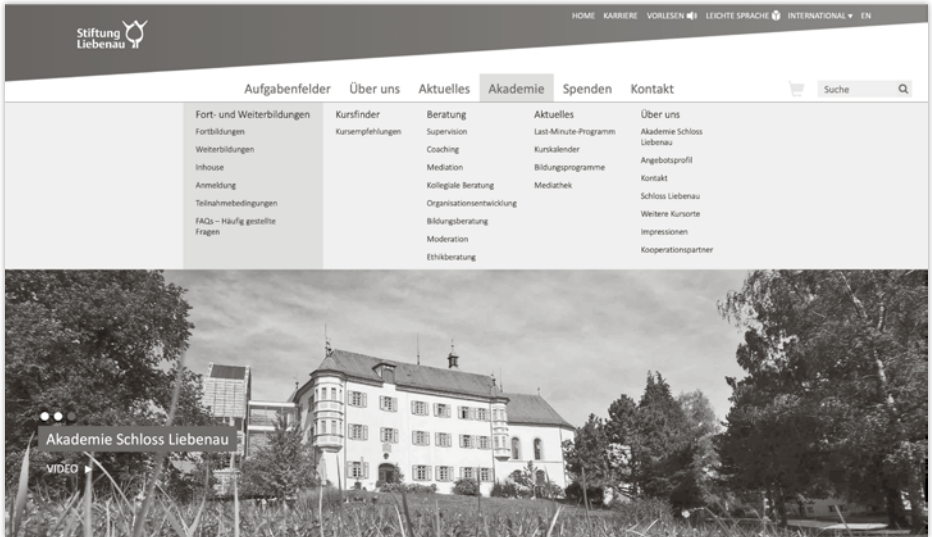 HOME KARRIERE VORLESEN LEICHTE SPRACHE INTERNATIONAL EN
Stiftung
Liebenau
Aufgabenfelder Über uns Aktuelles Akademie Spenden Kontakt Suche
Fort- und Weiterbildungen
Fortbildungen
Weiterbildungen
Inhouse
Anmeldung
Teilnahmebedingungen
FAQs – Häufig gestellte
Fragen
Kursfinder
Kursempfehlungen
Beratung
Supervision
Coaching
Mediation
Kollegiale Beratung
Organisationsentwicklung
Bildungsberatung
Moderation
Ethikberatung
Aktuelles
Last-Minute-Programm
Kurskalender
Bildungsprogramme
Mediathek
Über uns
Akademie Schloss
Liebenau
Angebotsprofil
Kontakt
Schloss Liebenau
Weitere Kursorte
Impressionen
Kooperationspartner
Akademie Schloss Liebenau
VIDEO